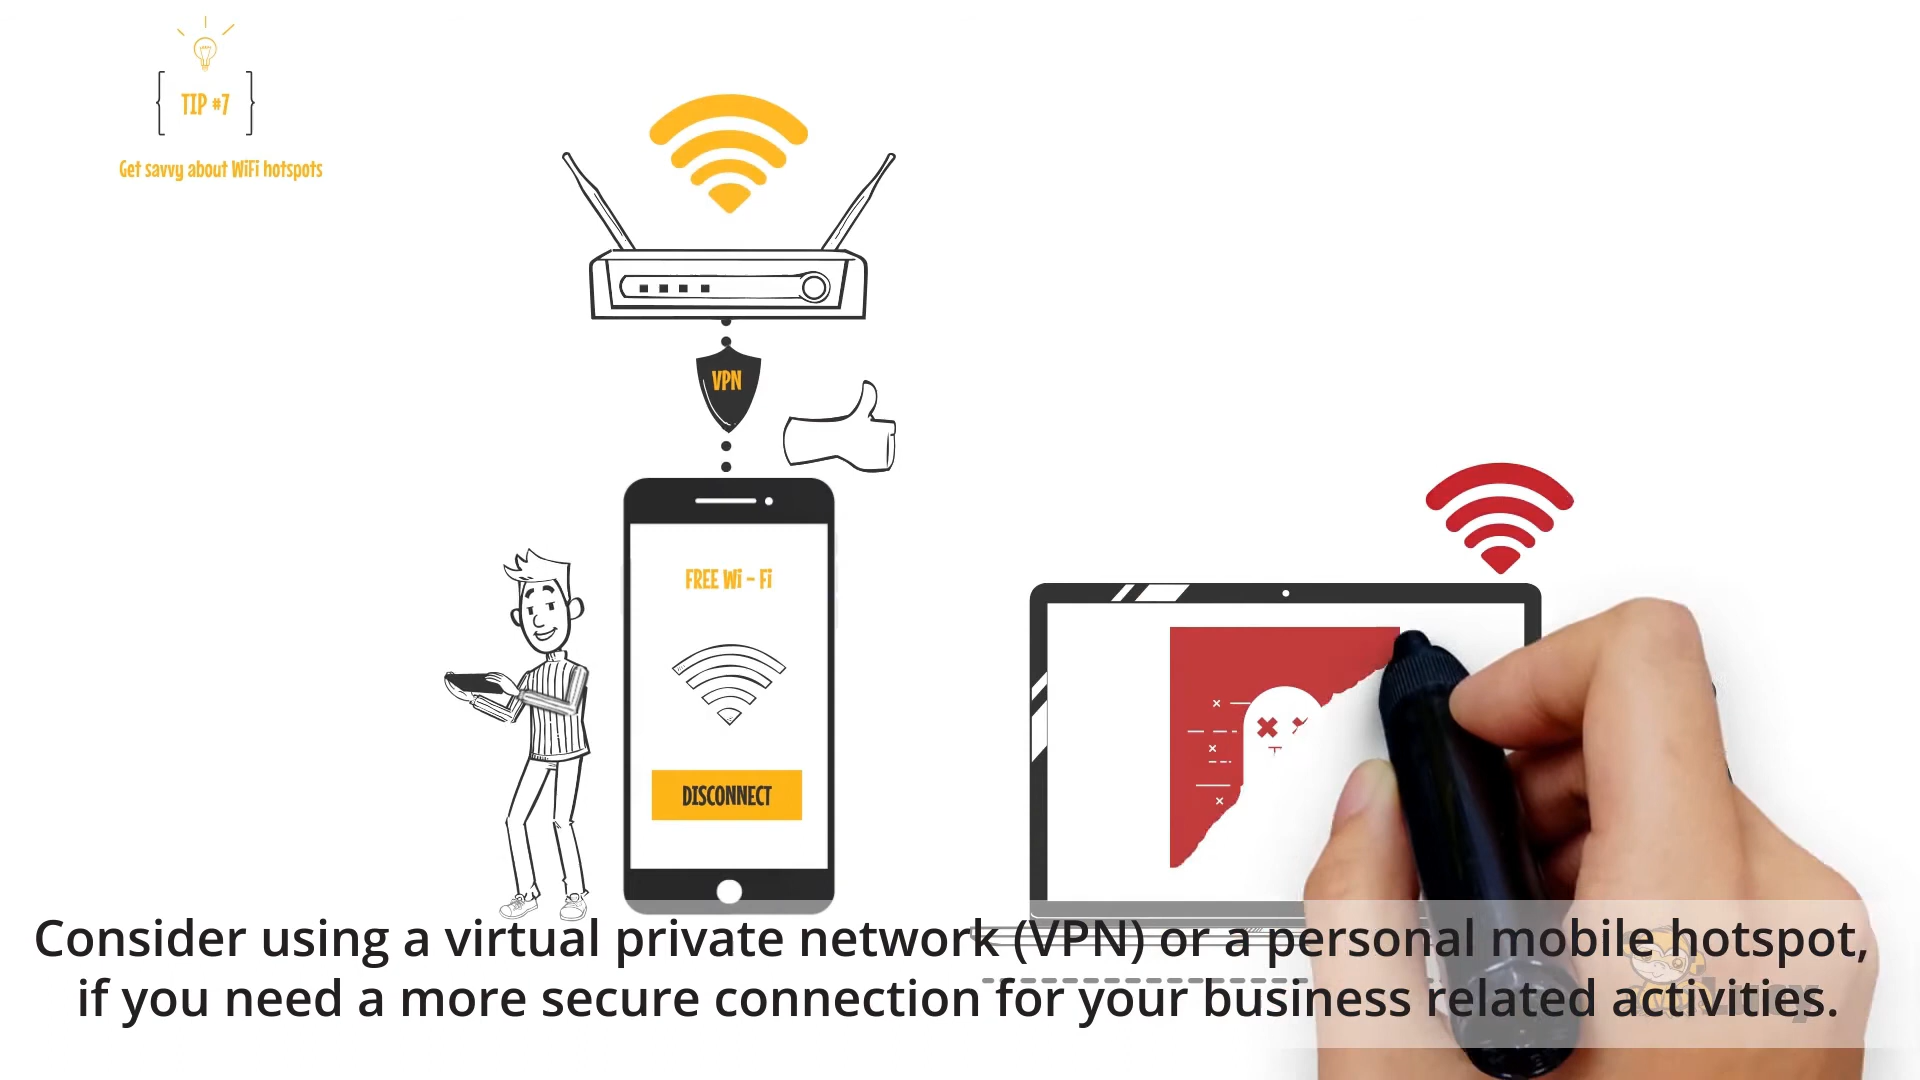 TIP #7
Get savvy about WiFi hotspots
VPN
FREE Wi - Fi
DISCONNECT
Consider using a virtual private network (VPN) or a personal mobile hotspot,
if you need a more secure connection for your business related activities.